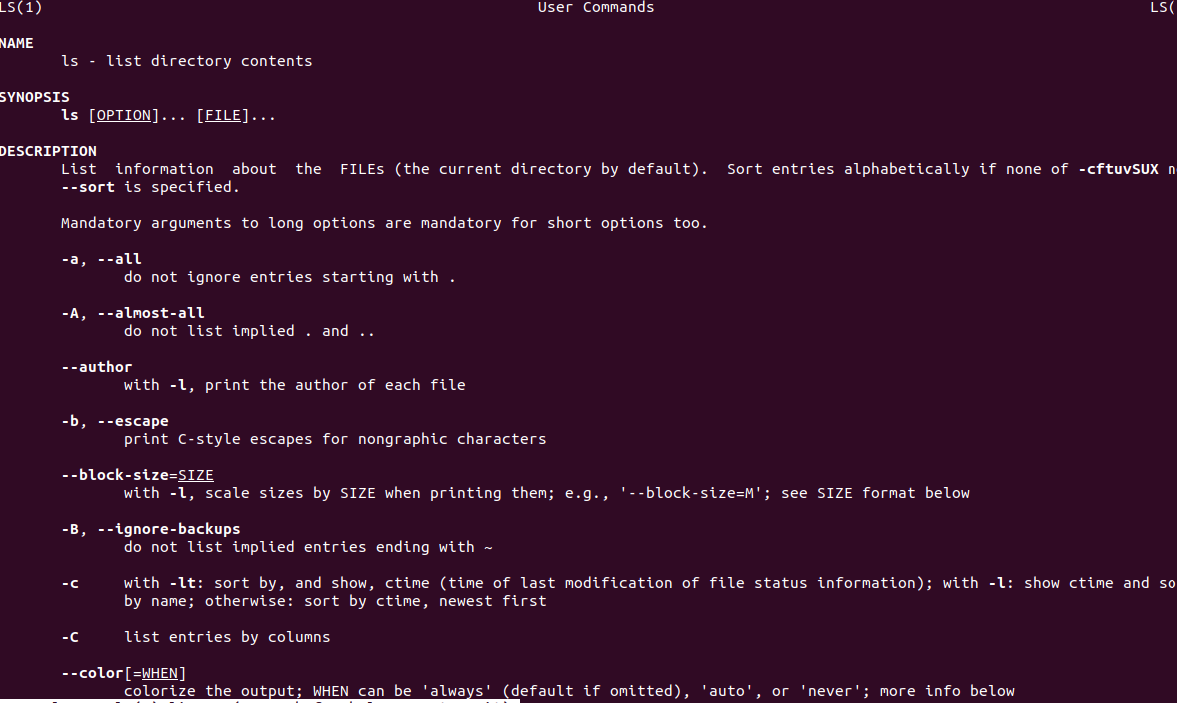 LS(1) User Commands LS(
NAME
ls - list directory contents
SYNOPSIS
ls [OPTION]... [FILE]...
DESCRIPTION
List information about the FILEs (the current directory by default). Sort entries alphabetically if none of -cftuvSUX
--sort is specified.
Mandatory arguments to long options are mandatory for short options too.
-a, --all
do not ignore entries starting with .
-A, --almost-all
do not list implied . and ..
--author
with -l, print the author of each file
-b, --escape
print C-style escapes for nongraphic characters
--block-size=SIZE
with -l, scale sizes by SIZE when printing them; e.g., '--block-size=M'; see SIZE format below
-B, --ignore-backups
do not list implied entries ending with ~
-c with -lt: sort by, and show, ctime (time of last modification of file status information); with -l: show ctime and so
by name; otherwise: sort by ctime, newest first
-C list entries by columns
--color[=WHEN]
colorize the output; WHEN can be 'always' (default if omitted), 'auto', or 'never'; more info below